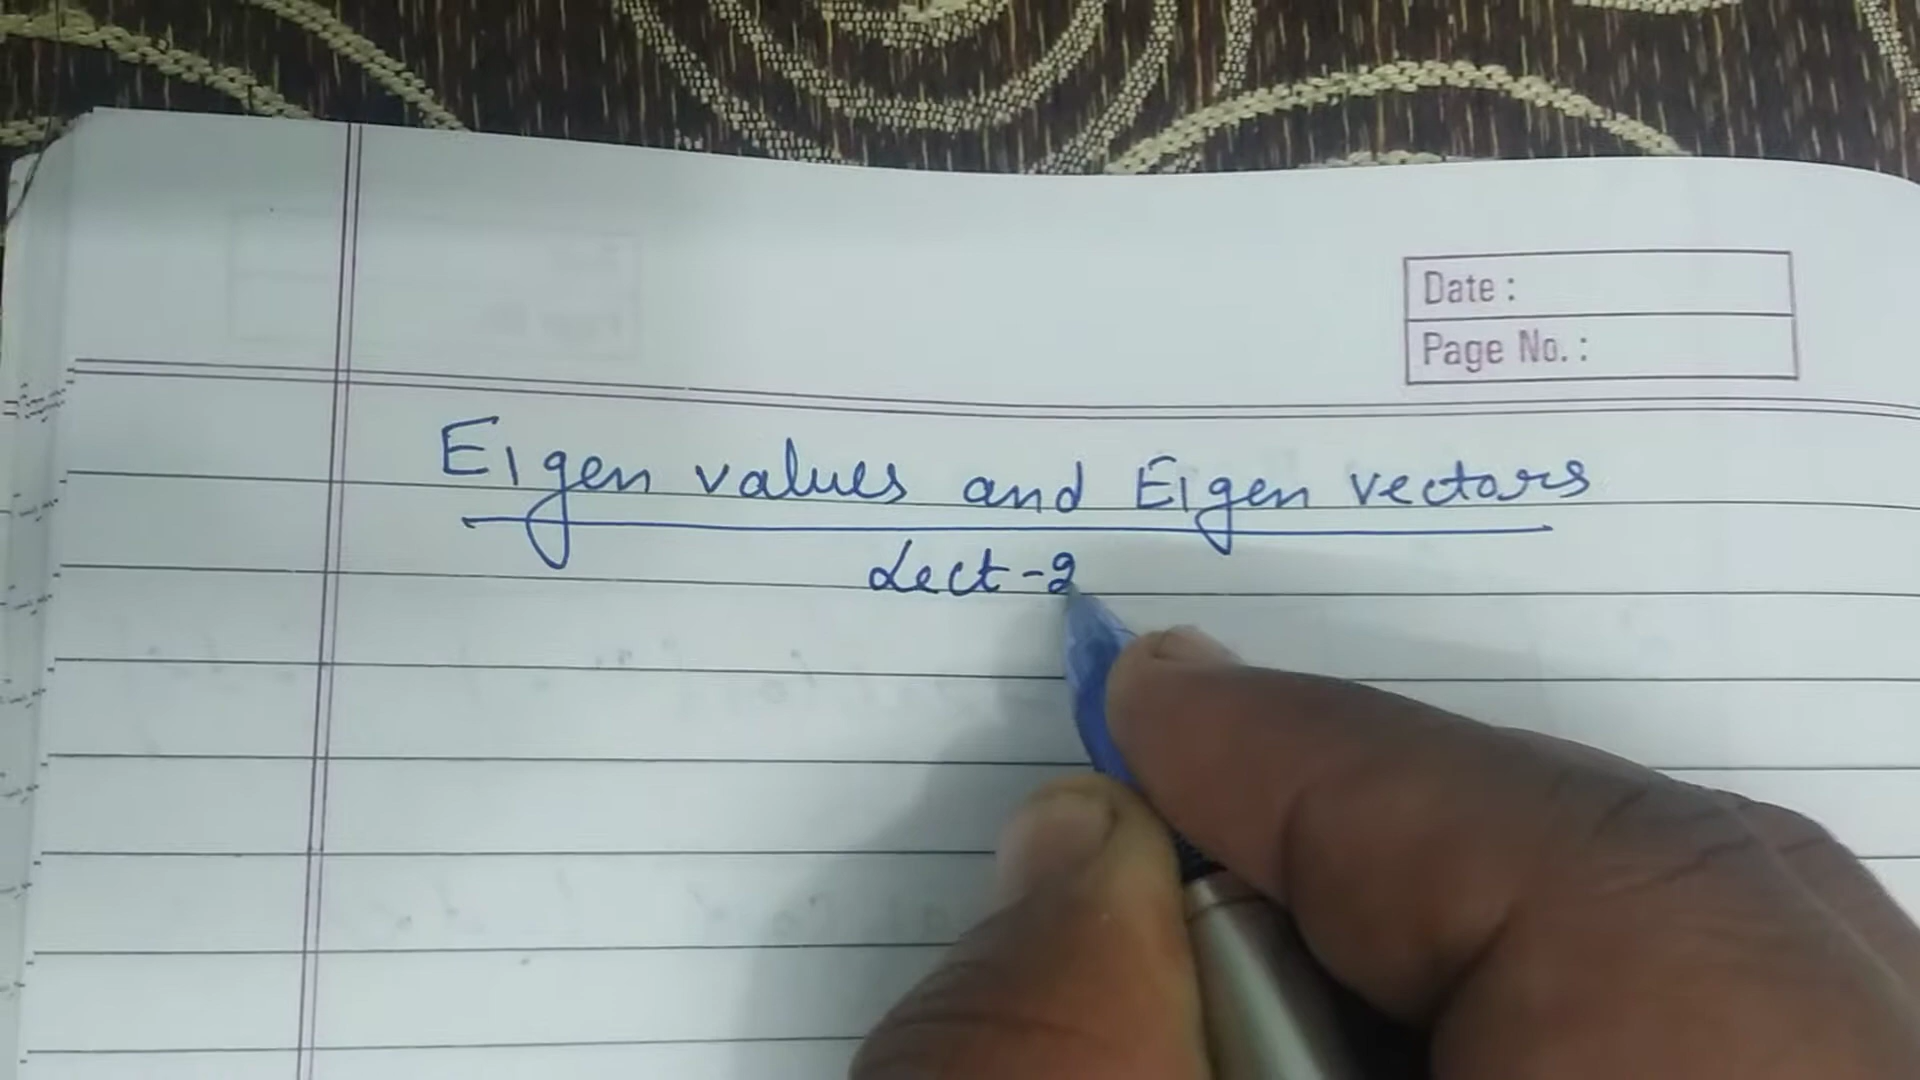 Date :
Page No. :
Eigen values and Eigen vectors
Lect-2